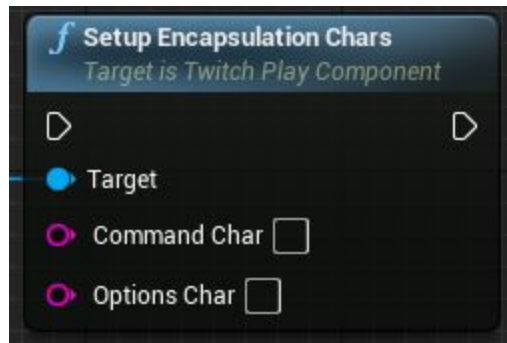 f Setup Encapsulation Chars
Target is Twitch Play Component
Target
Command Char
Options Char